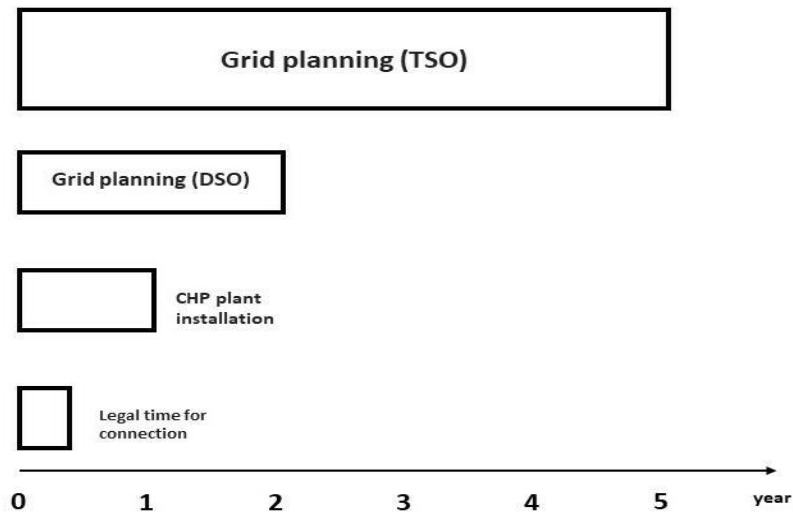 Grid planning (TSO)
Grid planning (DSO)
CHP plant
installation
Legal time for
connection
0 1 2 3 4 5 year